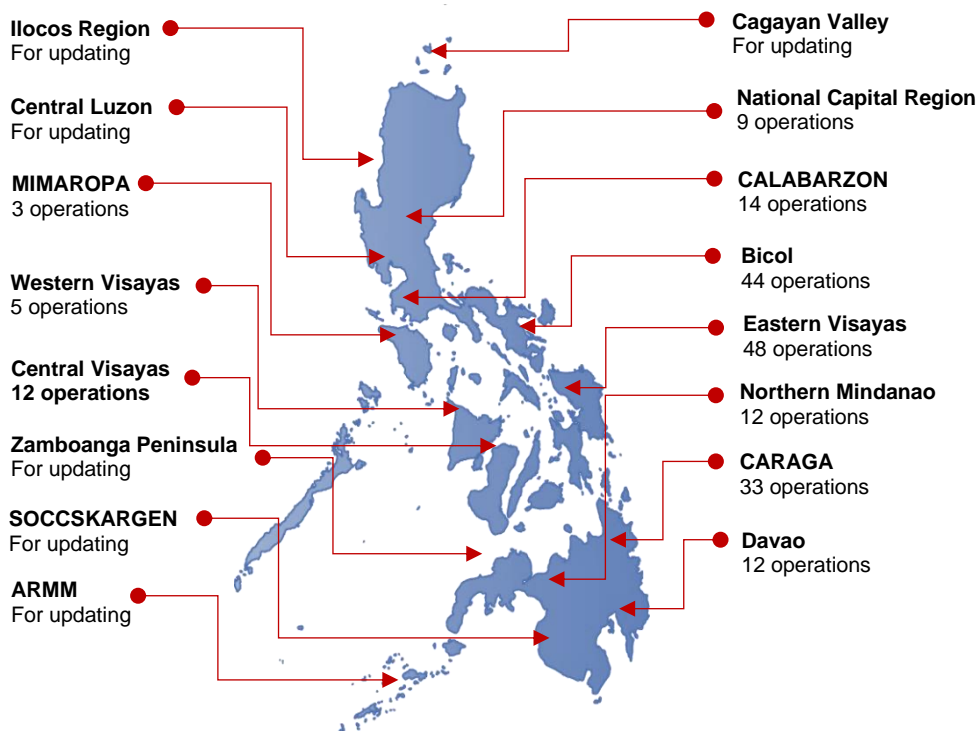 Ilocos Region
For updating
Central Luzon
For updating
MIMAROPA
3 operations
Western Visayas
5 operations
Central Visayas
12 operations
Zamboanga Peninsula
For updating
SOCCSKARGEN
For updating
ARMM
For updating
Cagayan Valley
For updating
National Capital Region
9 operations
CALABARZON
14 operations
Bicol
44 operations
Eastern Visayas
48 operations
Northern Mindanao
12 operations
CARAGA
33 operations
Davao
12 operations